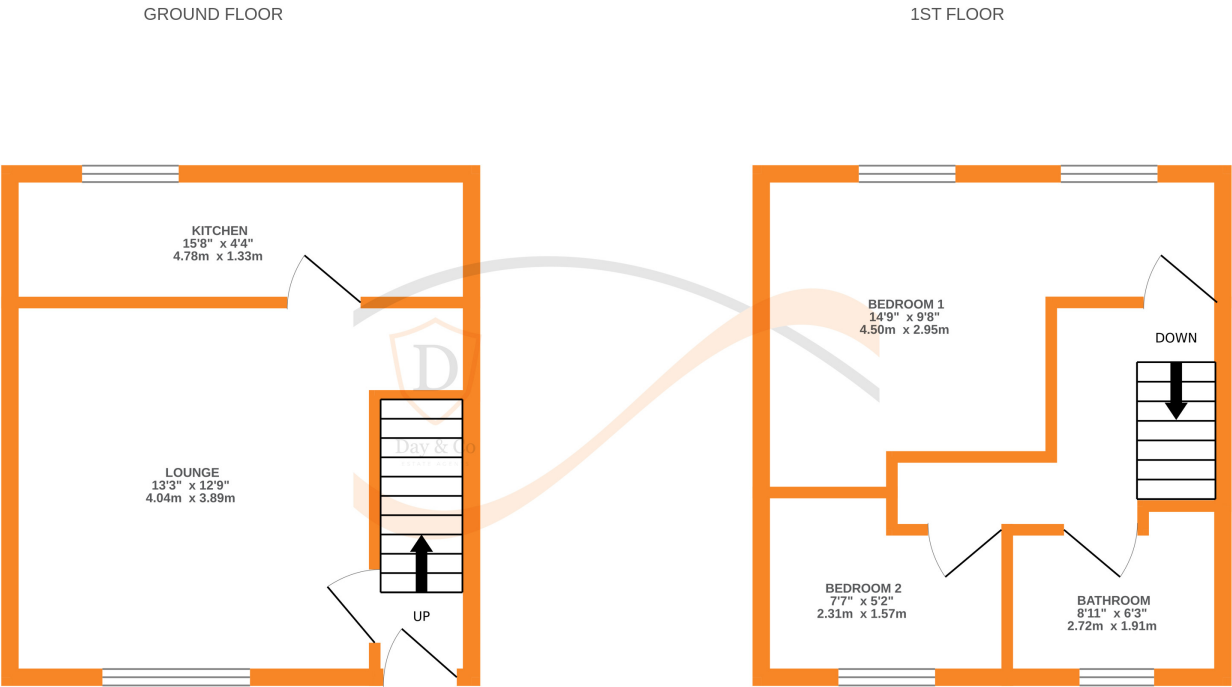 GROUND FLOOR
1ST FLOOR
KITCHEN
15'8" x 4'4"
4.78m x 1.33m
LOUNGE
13'3" x 12'9"
4.04m x 3.89m
UP
D
Day & Co
BEDROOM 1
14'9" x 9'8"
4.50m x 2.95m
DOWN
BEDROOM 2
7'7" x 5'2"
2.31m x 1.57m
BATHROOM
8'11" x 6'3"
2.72m x 1.91m